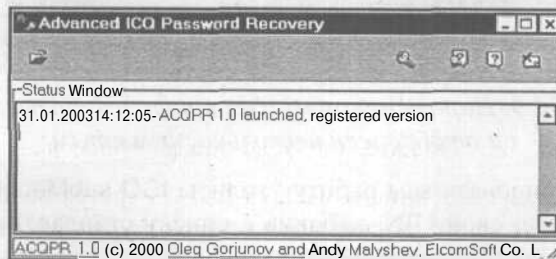 Advanced ICQ Password Recovery
Status Window
31.01.200314:12:05- ACQPR 1.0 launched, registered version
ACQPR 1.0 (c) 2000 Oleg Gorjunov and Andy Malyshev, ElcomSoft Co. L